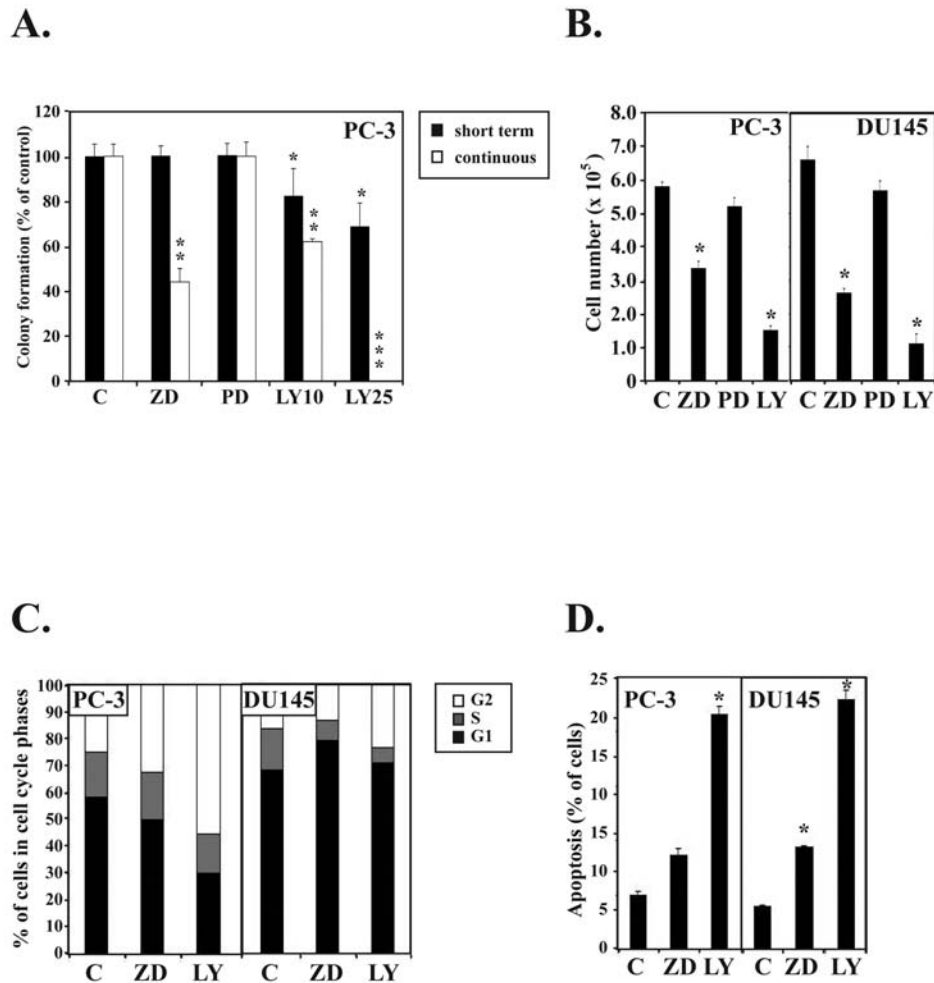 A.
Colony formation (% of control)
120
100
80
60
40
20
0
PC-3
*
*
*
*
*
*
*
*
*
C ZD PD LY10 LY25
short term
continuous
B.
Cell number (x 10⁵)
8.0
7.0
6.0
5.0
4.0
3.0
2.0
1.0
0
PC-3 DU145
*
*
*
*
C ZD PD LY C ZD PD LY
C.
% of cells in cell cycle phases
100
90
80
70
60
50
40
30
20
10
0
PC-3 DU145
C ZD LY C ZD LY
G2
S
G1
D.
Apoptosis (% of cells)
25
20
10
15
10
5
0
PC-3 DU145
*
*
*
C ZD LY C ZD LY